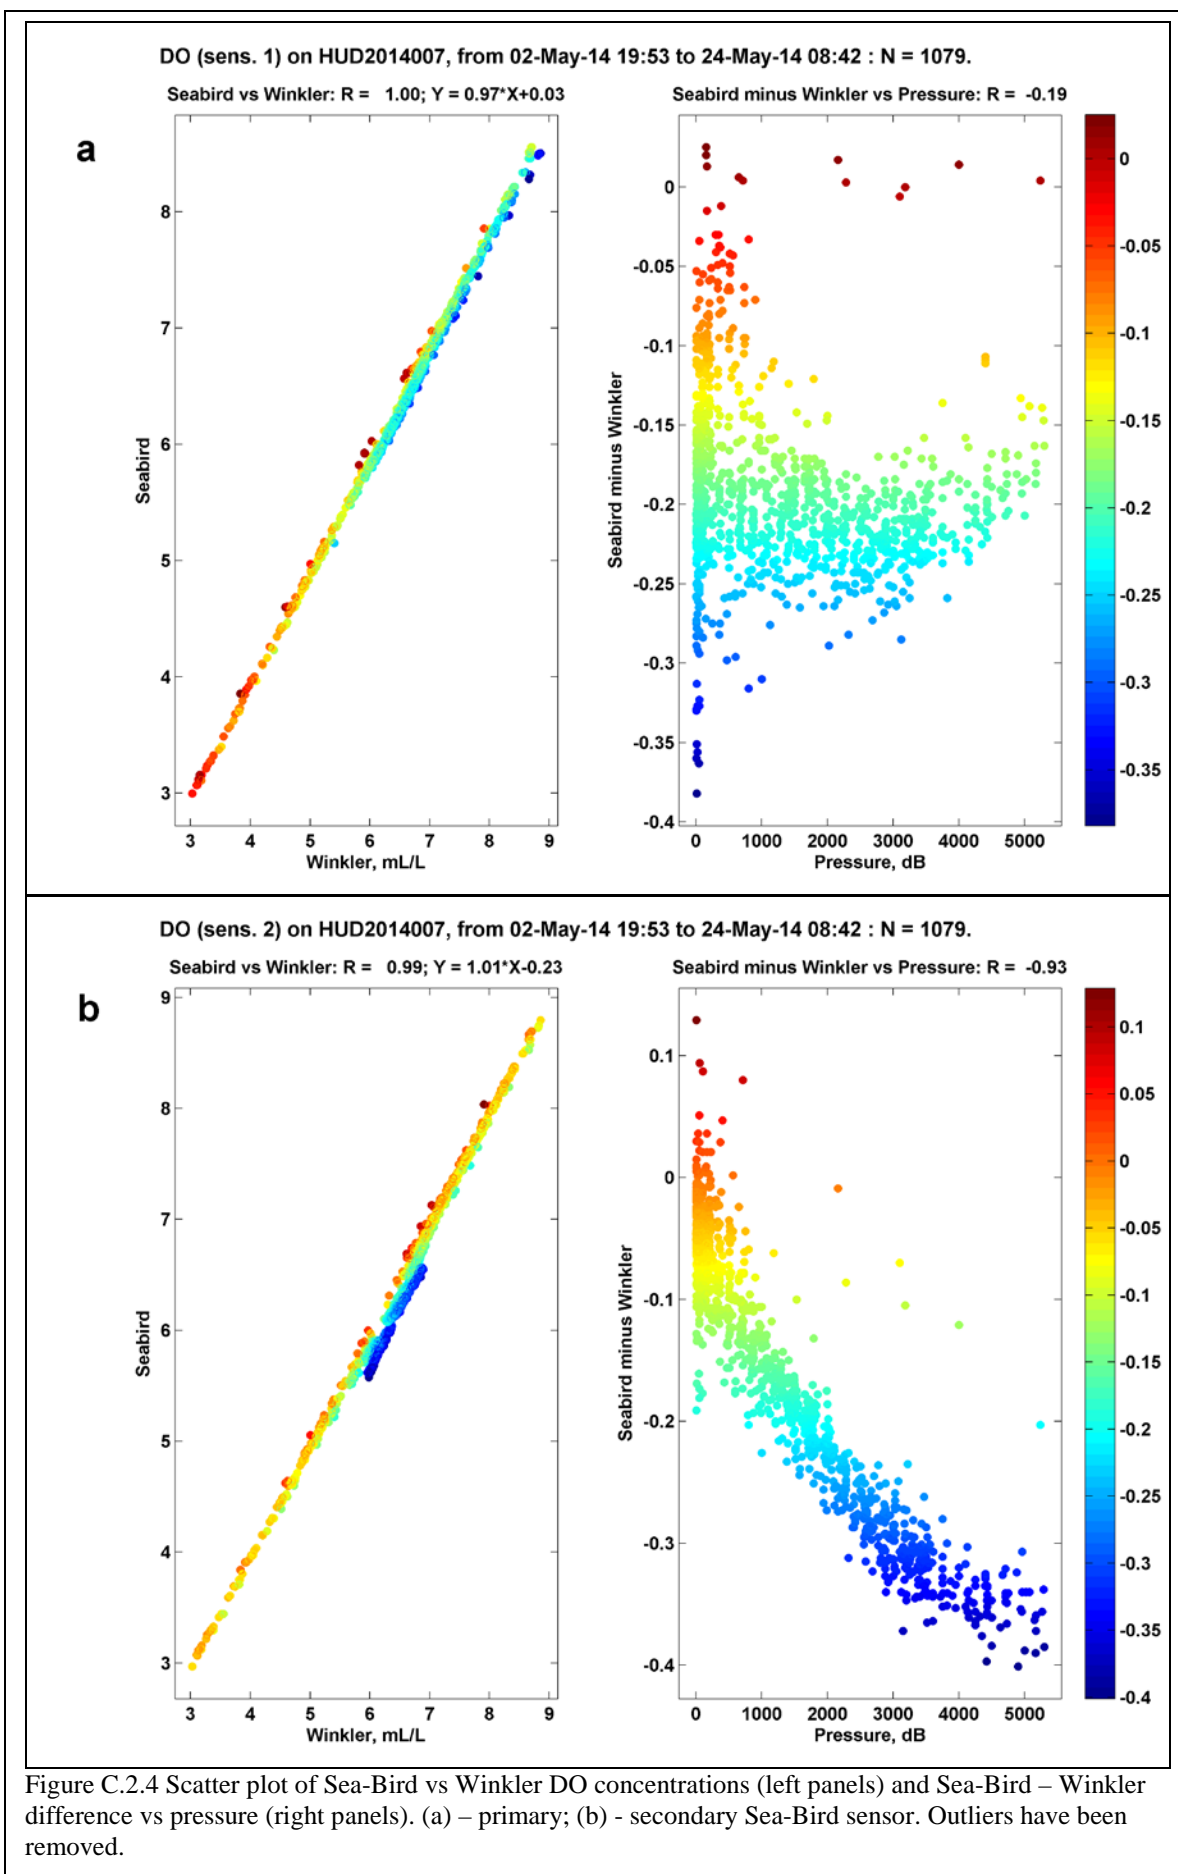 DO (sens. 1) on HUD2014007, from 02-May-14 19:53 to 24-May-14 08:42 : N = 1079.
Seabird vs Winkler: R = 1.00; Y = 0.97*X+0.03
Seabird minus Winkler vs Pressure: R = -0.19
a
8
7
6
5
4
3
Seabird
3 4 5 6 7 8 9
Winkler, mL/L
0
-0.05
-0.1
-0.15
-0.2
-0.25
-0.3
-0.35
-0.4
Seabird minus Winkler
0 1000 2000 3000 4000 5000
Pressure, dB
0
-0.05
-0.1
-0.15
-0.2
-0.25
-0.3
-0.35
DO (sens. 2) on HUD2014007, from 02-May-14 19:53 to 24-May-14 08:42 : N = 1079.
Seabird vs Winkler: R = 0.99; Y = 1.01*X-0.23
Seabird minus Winkler vs Pressure: R = -0.93
b
9
8
7
6
5
4
3
Seabird
3 4 5 6 7 8 9
Winkler, mL/L
0.1
0
-0.1
-0.2
-0.3
-0.4
Seabird minus Winkler
0 1000 2000 3000 4000 5000
Pressure, dB
0.1
0.05
0
-0.05
-0.1
-0.15
-0.2
-0.25
-0.3
-0.35
-0.4
Figure C.2.4 Scatter plot of Sea-Bird vs Winkler DO concentrations (left panels) and Sea-Bird – Winkler
difference vs pressure (right panels). (a) – primary; (b) - secondary Sea-Bird sensor. Outliers have been
removed.